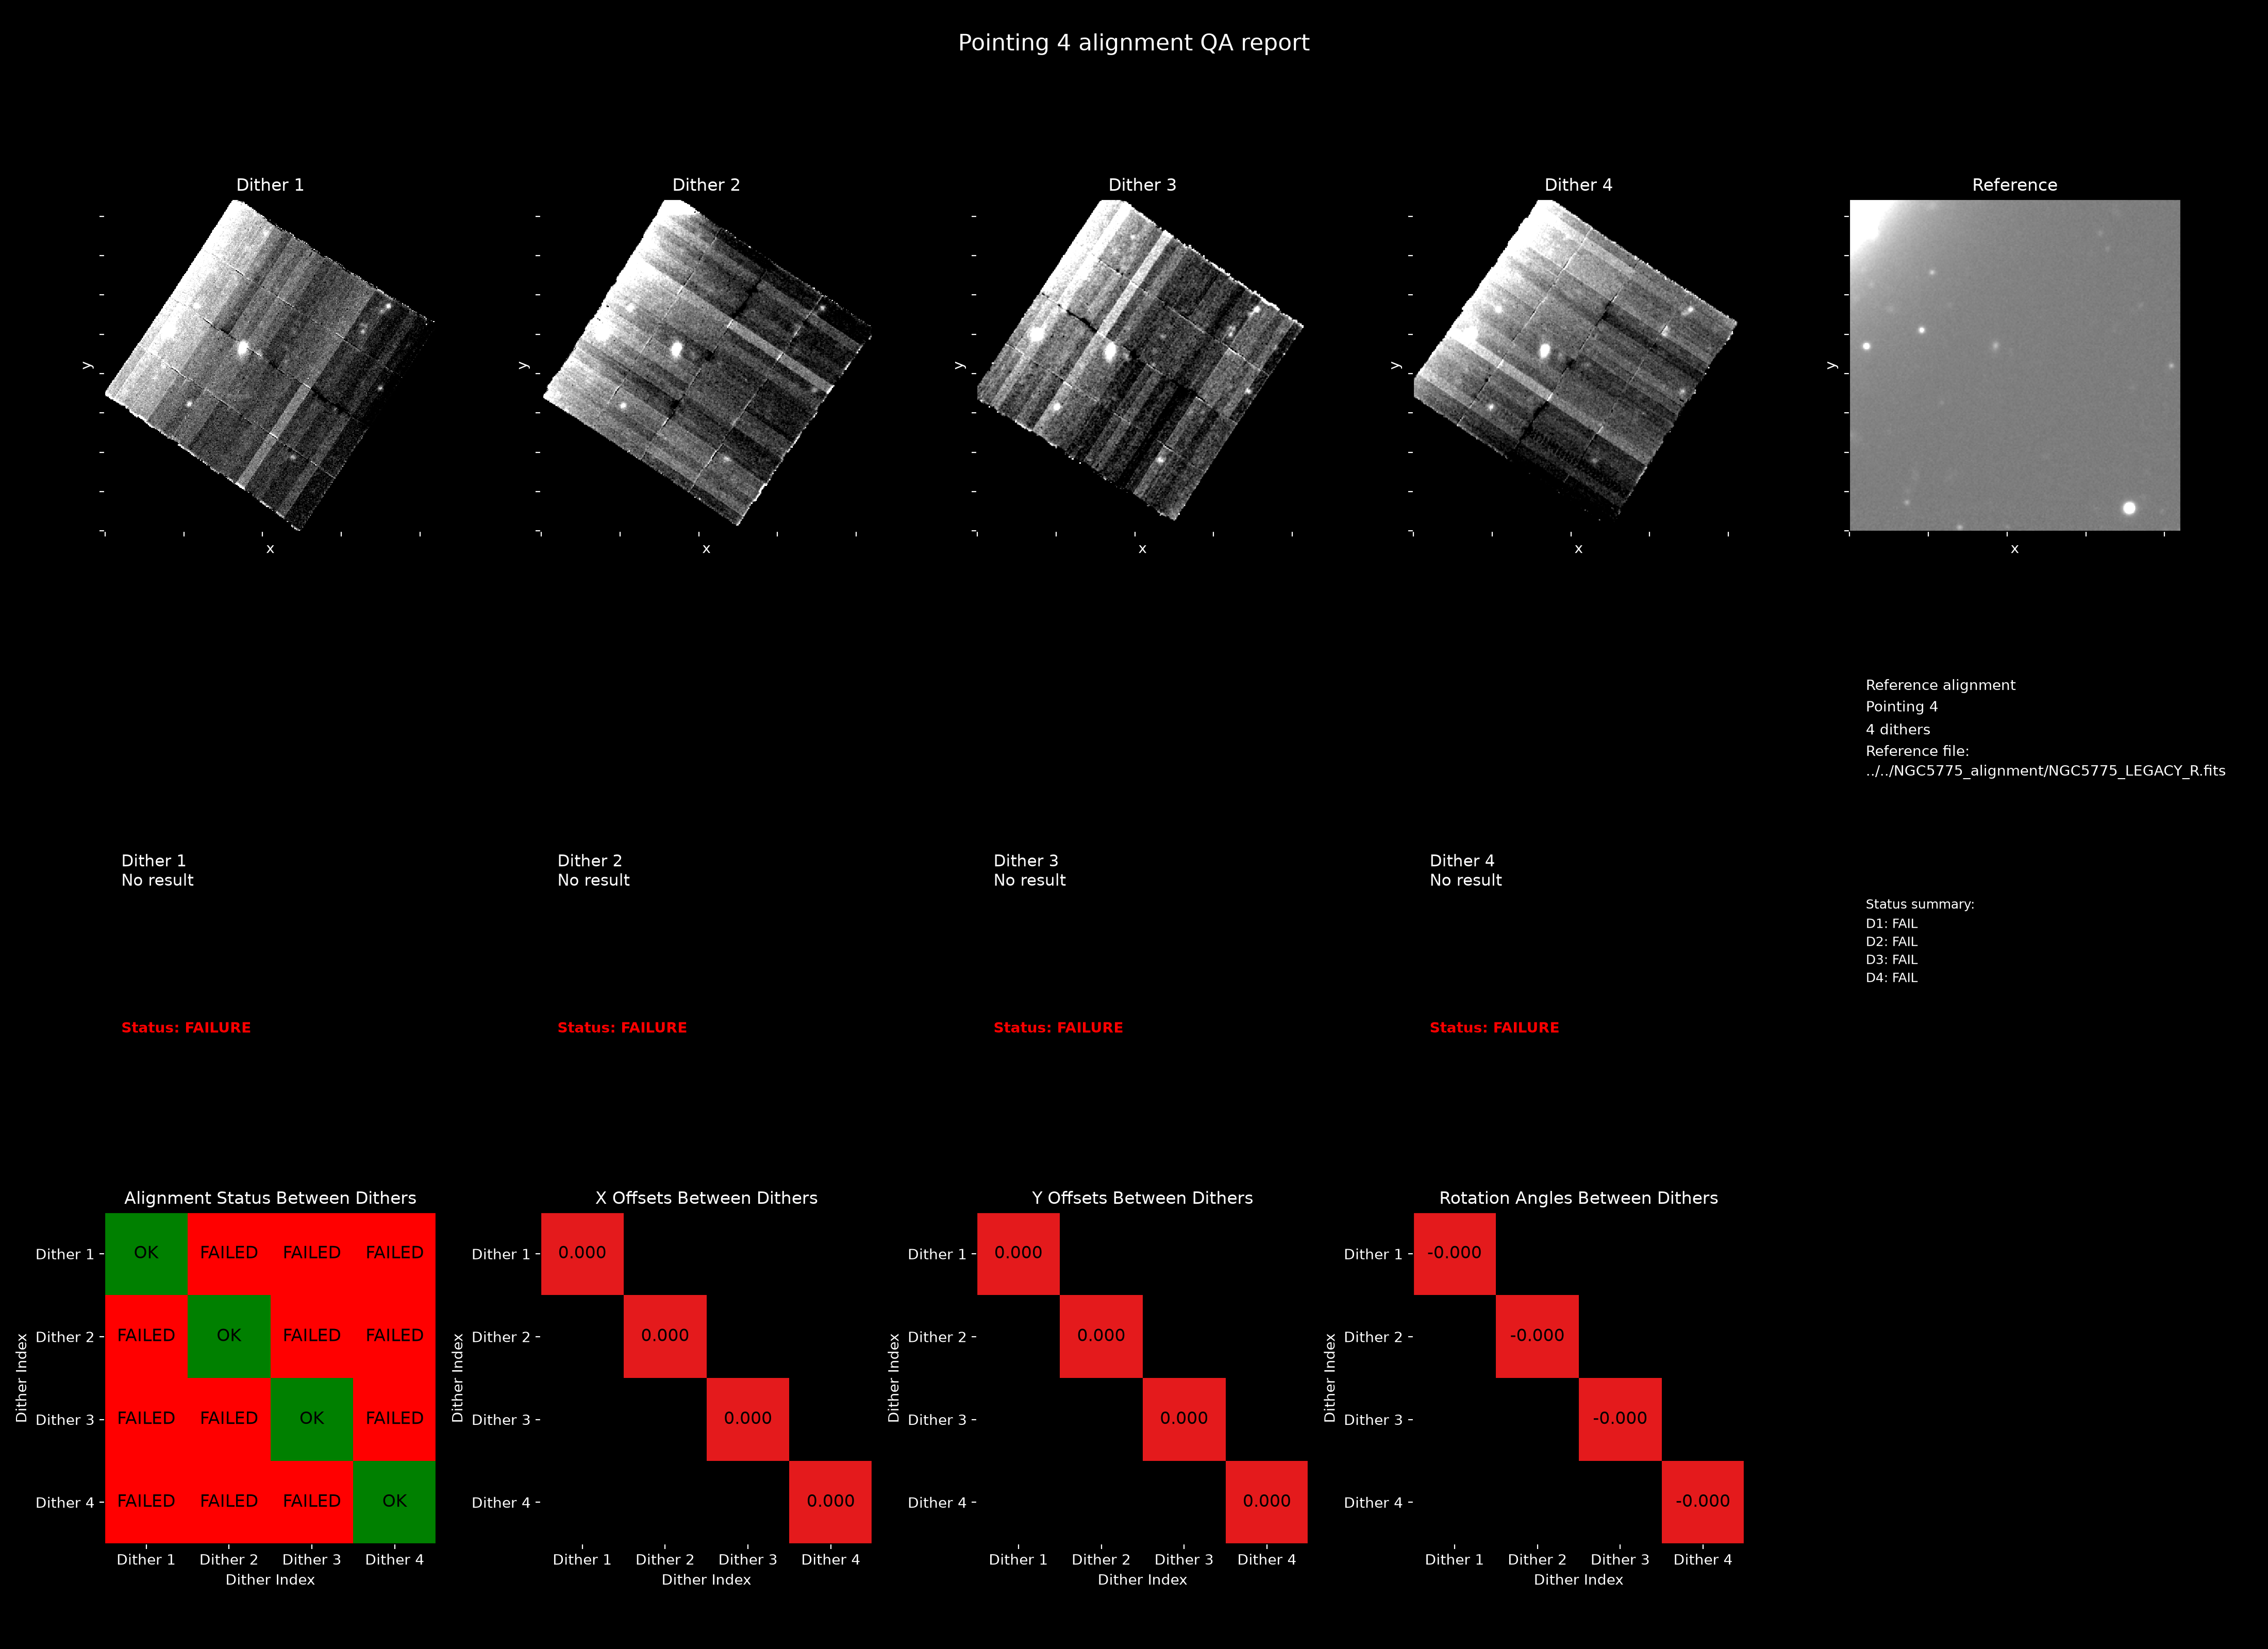 Pointing 4 alignment QA report
Dither 1
Dither 2
Dither 3
Dither 4
Reference
y
y
y
y
y
x
x
x
x
x
Reference alignment
Pointing 4
4 dithers
Reference file:
../../NGC5775_alignment/NGC5775_LEGACY_R.fits
Dither 1
No result
Dither 2
No result
Dither 3
No result
Dither 4
No result
Status summary:
D1: FAIL
D2: FAIL
D3: FAIL
D4: FAIL
Status: FAILURE
Status: FAILURE
Status: FAILURE
Status: FAILURE
Alignment Status Between Dithers
Dither Index
Dither 1 OK FAILED FAILED FAILED
Dither 2 FAILED OK FAILED FAILED
Dither 3 FAILED FAILED OK FAILED
Dither 4 FAILED FAILED FAILED OK
Dither 1 Dither 2 Dither 3 Dither 4
Dither Index
X Offsets Between Dithers
Dither Index
Dither 1 0.000
Dither 2 0.000
Dither 3 0.000
Dither 4 0.000
Dither 1 Dither 2 Dither 3 Dither 4
Dither Index
Y Offsets Between Dithers
Dither Index
Dither 1 0.000
Dither 2 0.000
Dither 3 0.000
Dither 4 0.000
Dither 1 Dither 2 Dither 3 Dither 4
Dither Index
Rotation Angles Between Dithers
Dither Index
Dither 1 -0.000
Dither 2 -0.000
Dither 3 -0.000
Dither 4 -0.000
Dither 1 Dither 2 Dither 3 Dither 4
Dither Index